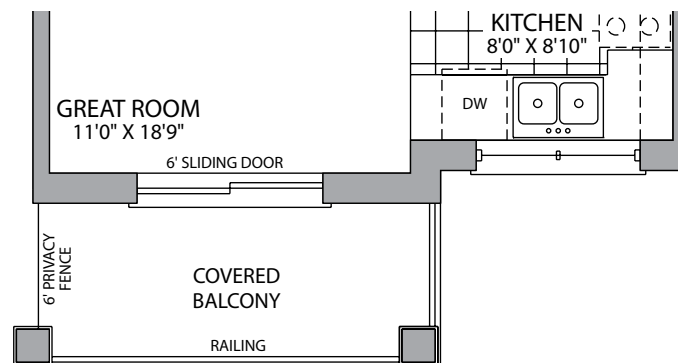 KITCHEN
8'0" X 8'10"
DW
GREAT ROOM
11'0" X 18'9"
6' SLIDING DOOR
6' PRIVACY
FENCE
COVERED
BALCONY
RAILING